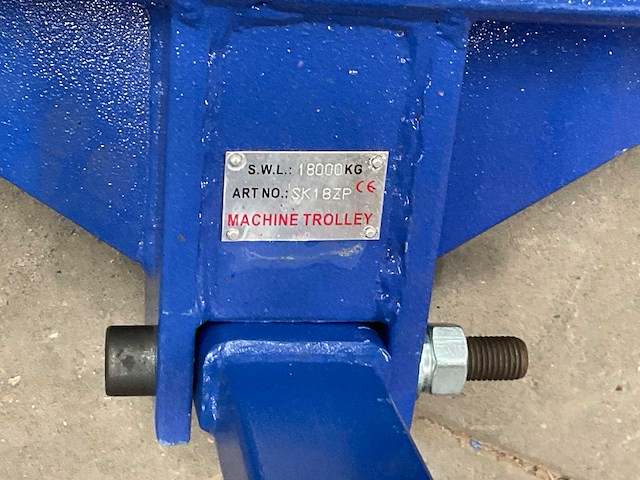 S.W.L.: 18000KG
ART NO.: SK18ZP CE
MACHINE TROLLEY